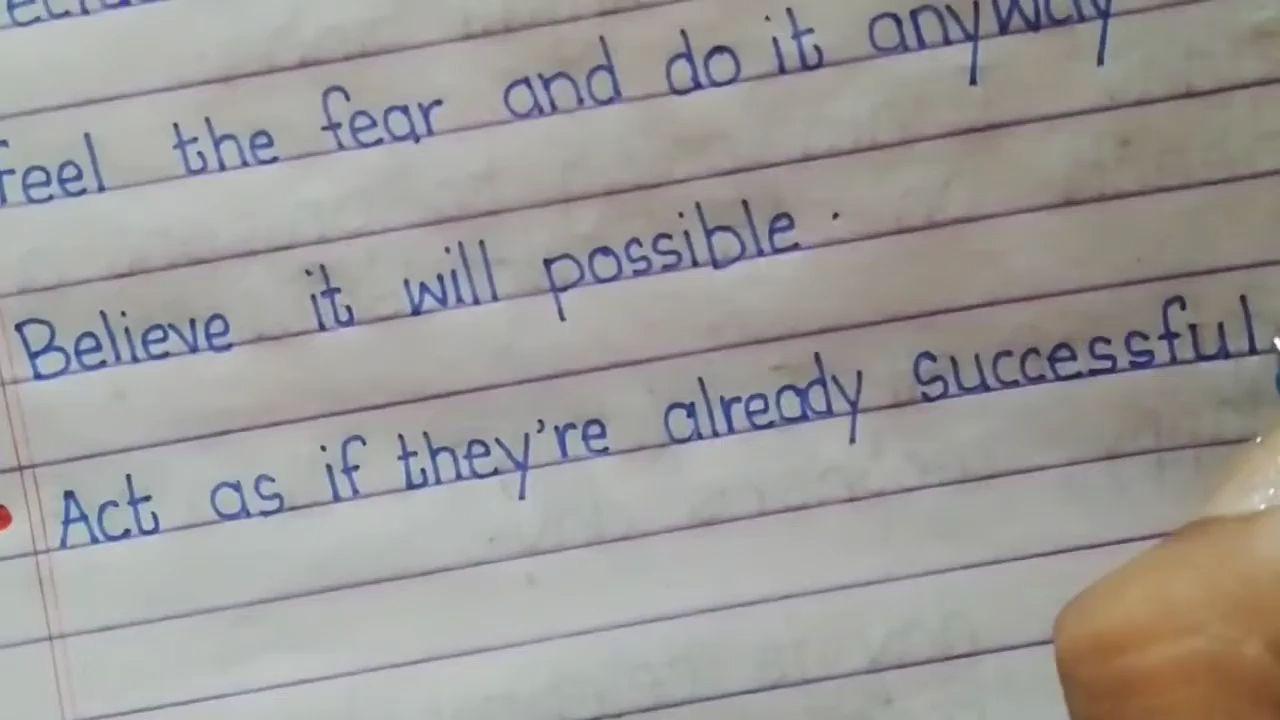 feel the fear and do it anyway
Believe it will possible.
Act as if they're already successful